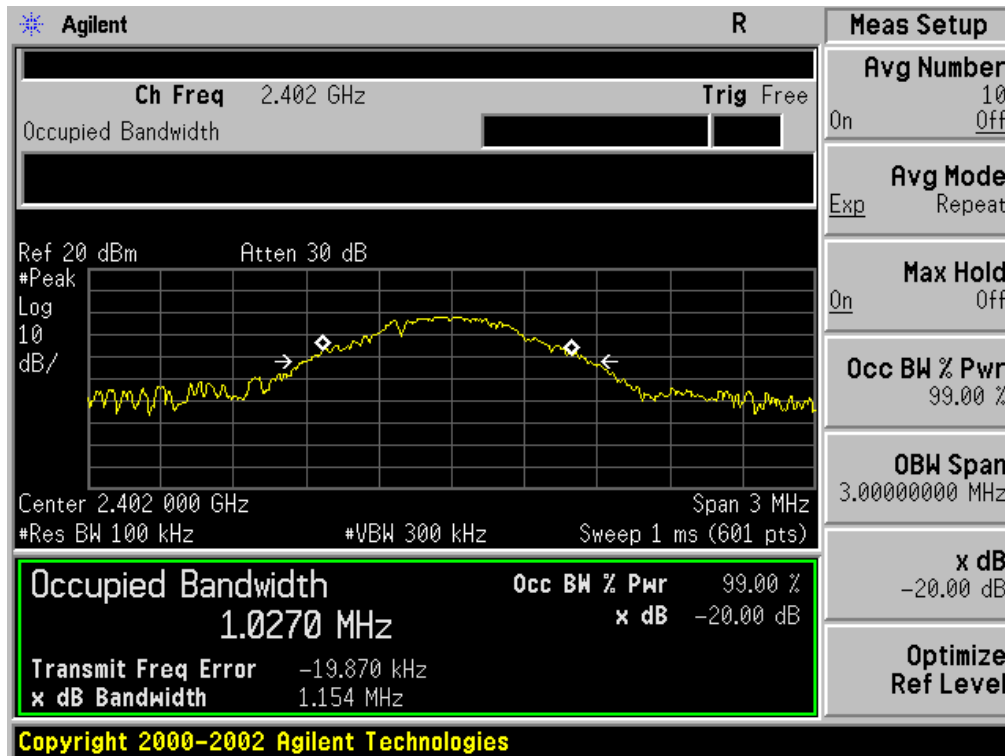 Agilent R Meas Setup
Avg Number
10
On Off
Ch Freq 2.402 GHz Trig Free
Occupied Bandwidth
Avg Mode
Exp Repeat
Ref 20 dBm Atten 30 dB
#Peak
Log
10
dB/
Max Hold
On Off
Occ BW % Pwr
99.00 %
OBW Span
3.00000000 MHz
Center 2.402 000 GHz Span 3 MHz
#Res BW 100 kHz #VBW 300 kHz Sweep 1 ms (601 pts)
x dB
-20.00 dB
Occupied Bandwidth Occ BW % Pwr 99.00 %
1.0270 MHz x dB -20.00 dB
Transmit Freq Error -19.870 kHz
x dB Bandwidth 1.154 MHz
Optimize
Ref Level
Copyright 2000-2002 Agilent Technologies